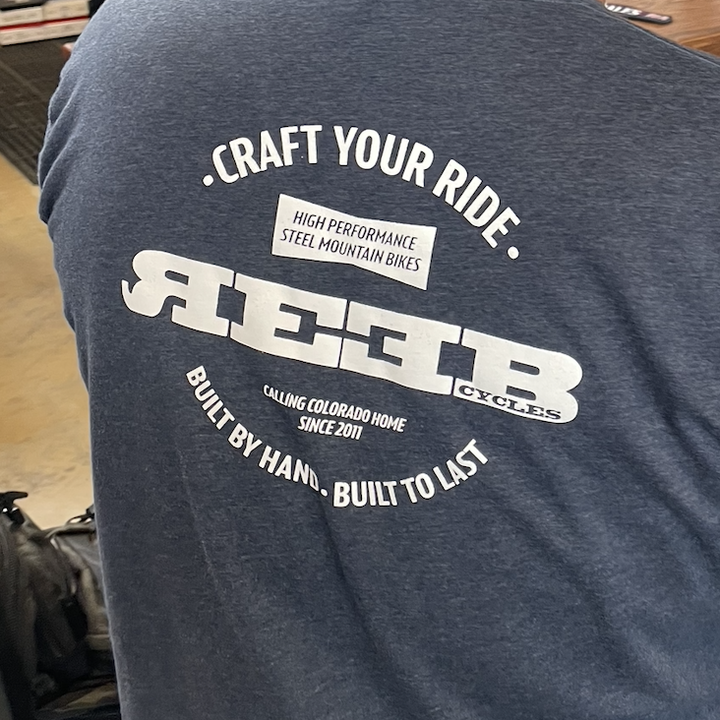 ·CRAFT YOUR RIDE·
HIGH PERFORMANCE
STEEL MOUNTAIN BIKES
REEB
CYCLES
CALLING COLORADO HOME
SINCE 2011
BUILT BY HAND· BUILT TO LAST